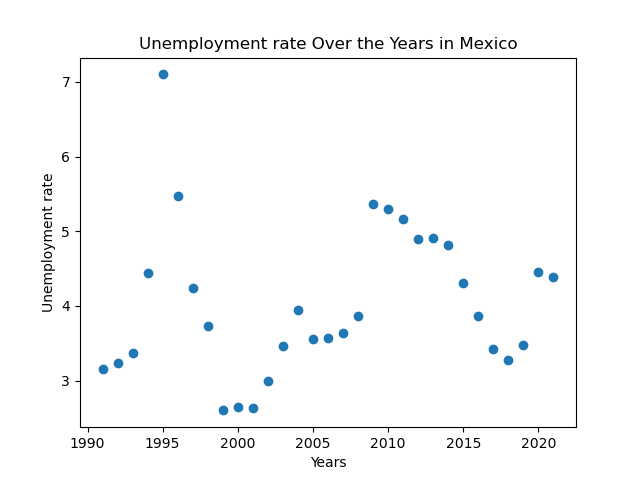 Unemployment rate Over the Years in Mexico
7
6
5
4
3
Unemployment rate
1990 1995 2000 2005 2010 2015 2020
Years